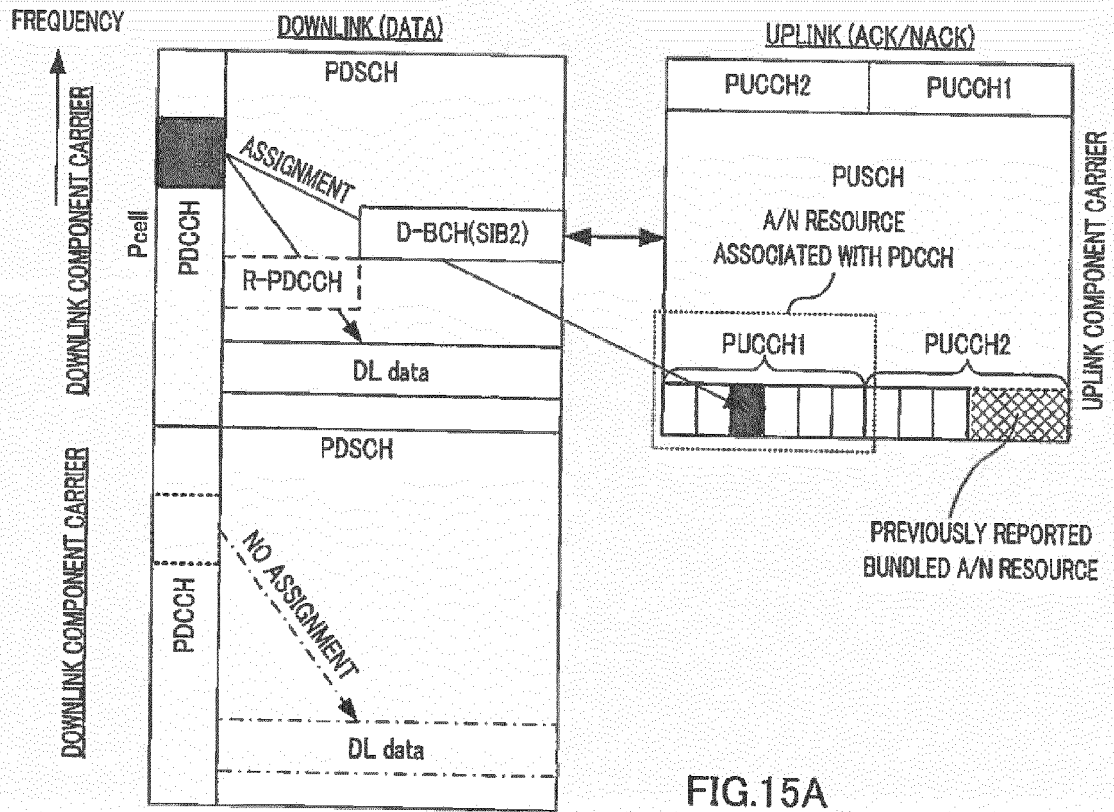 FREQUENCY
DOWNLINK (DATA)
UPLINK (ACK/NACK)
PDSCH
PUCCH2
PUCCH1
DOWNLINK COMPONENT CARRIER
Pcell
PDCCH
ASSIGNMENT
D-BCH(SIB2)
R-PDCCH
DL data
PUSCH
A/N RESOURCE
ASSOCIATED WITH PDCCH
PUCCH1
PUCCH2
UPLINK COMPONENT CARRIER
PREVIOUSLY REPORTED
BUNDLED A/N RESOURCE
DOWNLINK COMPONENT CARRIER
PDCCH
PDSCH
NO ASSIGNMENT
DL data
FIG.15A